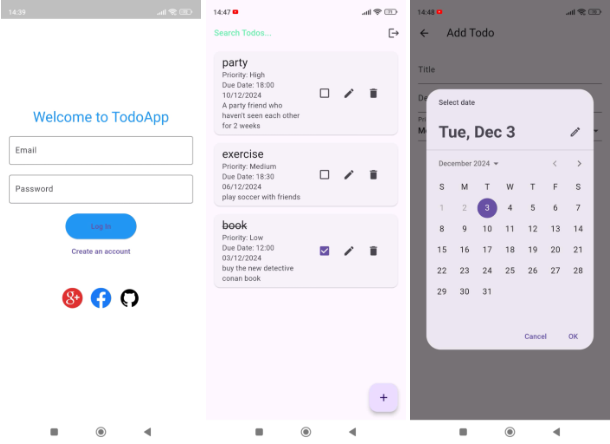 14:39
Welcome to TodoApp
Email
Password
Log In
Create an account
14:47
Search Todos...
party
Priority: High
Due Date: 18:00
10/12/2024
A party friend who
haven't seen each other
for 2 weeks
exercise
Priority: Medium
Due Date: 18:30
06/12/2024
play soccer with friends
book
Priority: Low
Due Date: 12:00
03/12/2024
buy the new detective
conan book
+
14:48
Add Todo
Title
Select date
Tue, Dec 3
December 2024
S M T W T F S
1 2 3 4 5 6 7
8 9 10 11 12 13 14
15 16 17 18 19 20 21
22 23 24 25 26 27 28
29 30 31
Cancel OK